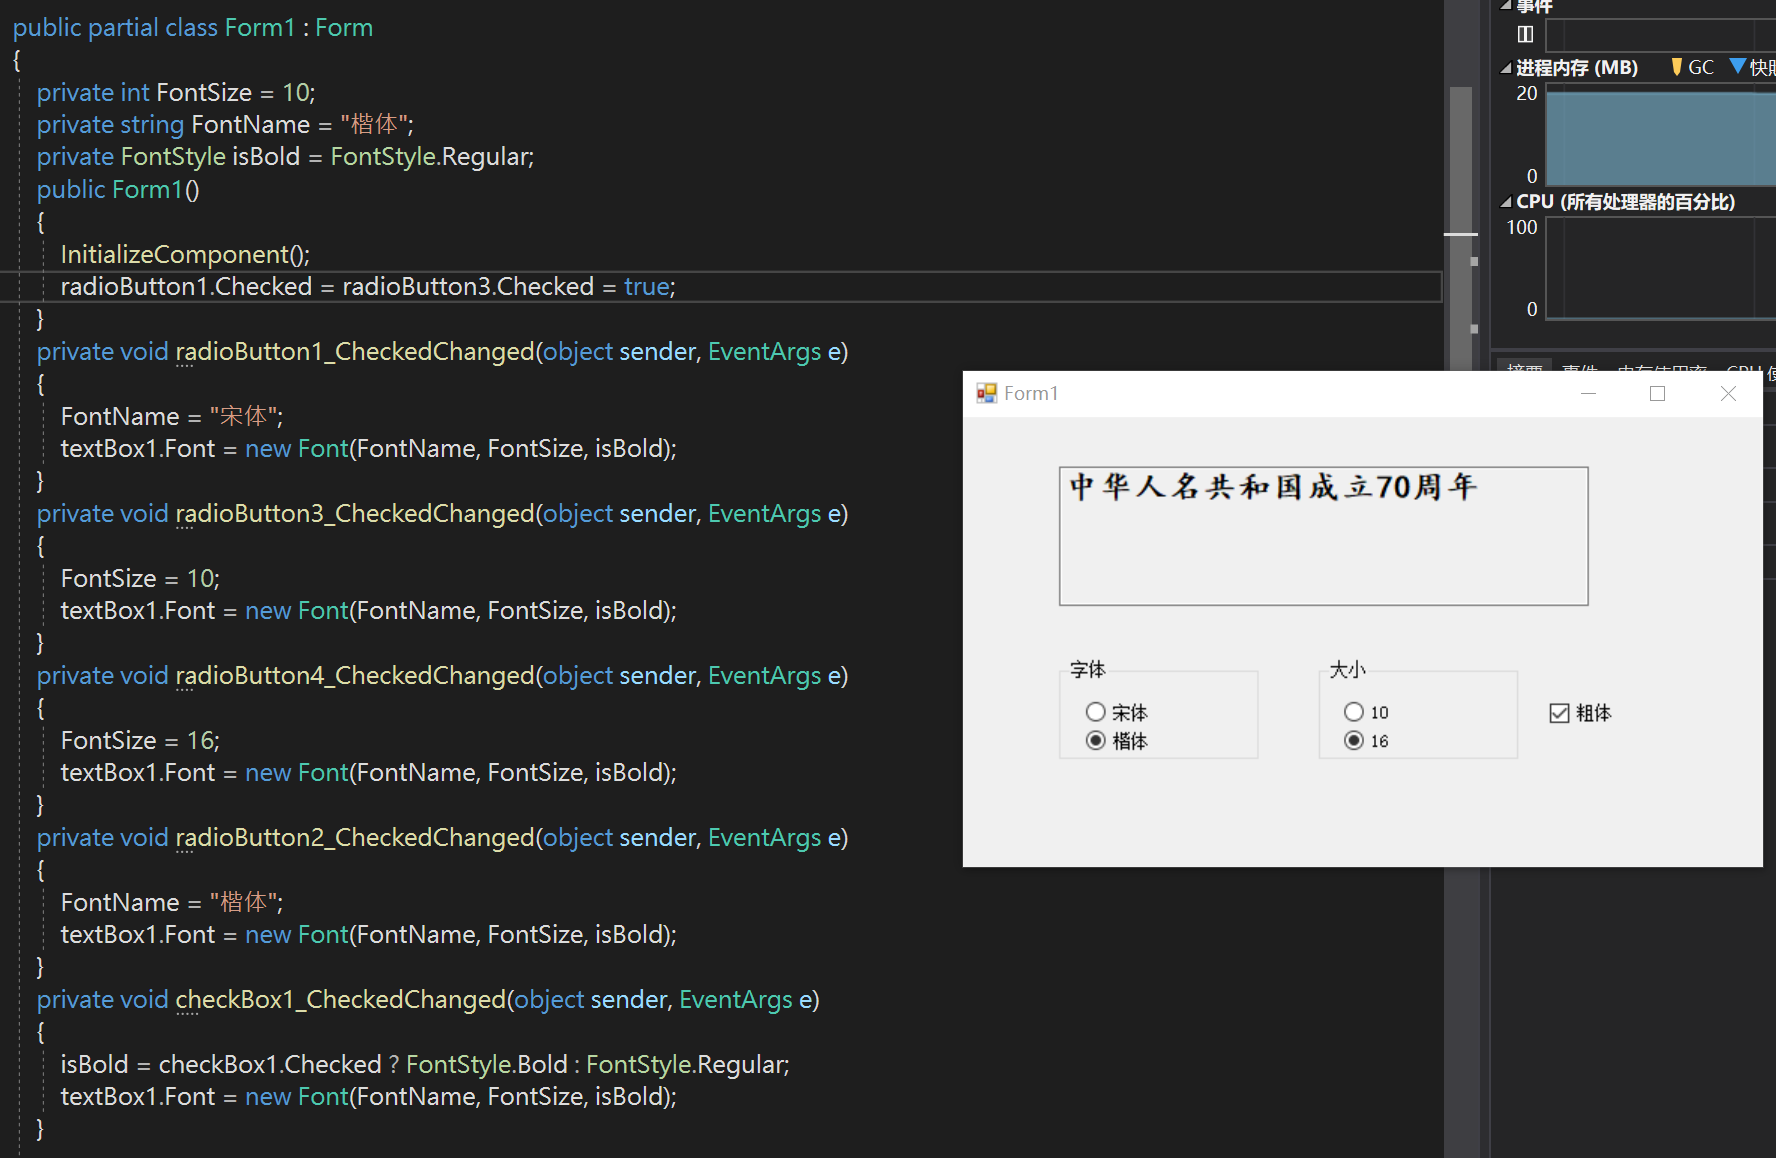 public partial class Form1 : Form
{
private int FontSize = 10;
private string FontName = "楷体";
private FontStyle isBold = FontStyle.Regular;
public Form1()
{
InitializeComponent();
radioButton1.Checked = radioButton3.Checked = true;
}
private void radioButton1_CheckedChanged(object sender, EventArgs e)
{
FontName = "宋体";
textBox1.Font = new Font(FontName, FontSize, isBold);
}
private void radioButton3_CheckedChanged(object sender, EventArgs e)
{
FontSize = 10;
textBox1.Font = new Font(FontName, FontSize, isBold);
}
private void radioButton4_CheckedChanged(object sender, EventArgs e)
{
FontSize = 16;
textBox1.Font = new Font(FontName, FontSize, isBold);
}
private void radioButton2_CheckedChanged(object sender, EventArgs e)
{
FontName = "楷体";
textBox1.Font = new Font(FontName, FontSize, isBold);
}
private void checkBox1_CheckedChanged(object sender, EventArgs e)
{
isBold = checkBox1.Checked ? FontStyle.Bold : FontStyle.Regular;
textBox1.Font = new Font(FontName, FontSize, isBold);
}
事件
进程内存 (MB) GC 快照
20
0
CPU (所有处理器的百分比)
100
0
摘要 事件 内存使用率 CPU 使
Form1
中华人名共和国成立70周年
字体
宋体
楷体
大小
10
16
粗体